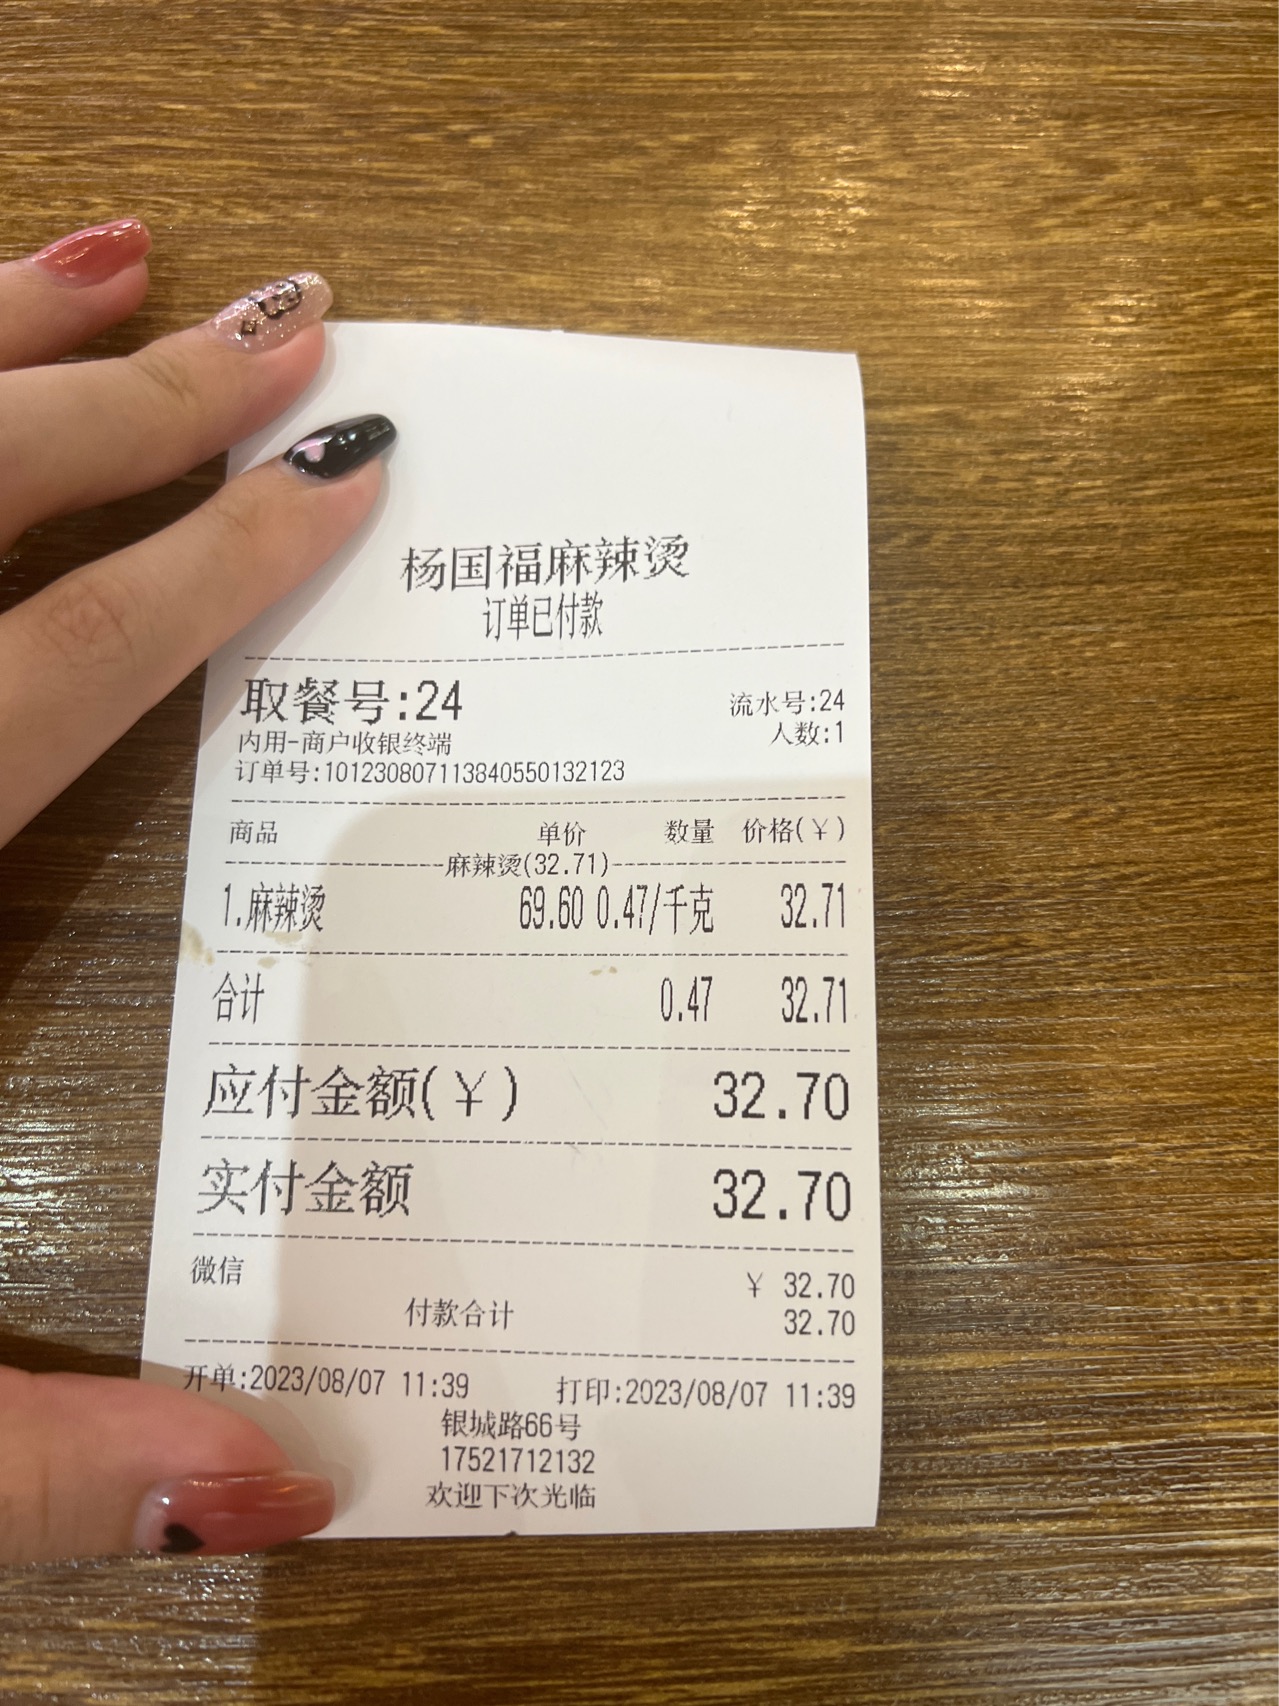 杨国福麻辣烫
订单已付款
取餐号:24
流水号:24
人数:1
内用-商户收银终端
订单号:101230807113840550132123
商品 单价 数量 价格(￥)
麻辣烫(32.71)
1.麻辣烫 69.60 0.47/千克 32.71
合计 0.47 32.71
应付金额(￥) 32.70
实付金额 32.70
微信 ￥ 32.70
付款合计 32.70
开单:2023/08/07 11:39 打印:2023/08/07 11:39
银城路66号
17521712132
欢迎下次光临